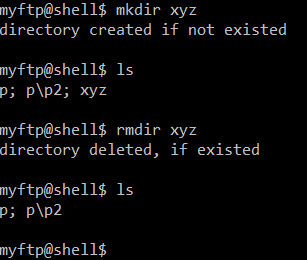 myftp@shell$ mkdir xyz
directory created if not existed
myftp@shell$ ls
p; p\p2; xyz
myftp@shell$ rmdir xyz
directory deleted, if existed
myftp@shell$ ls
p; p\p2
myftp@shell$